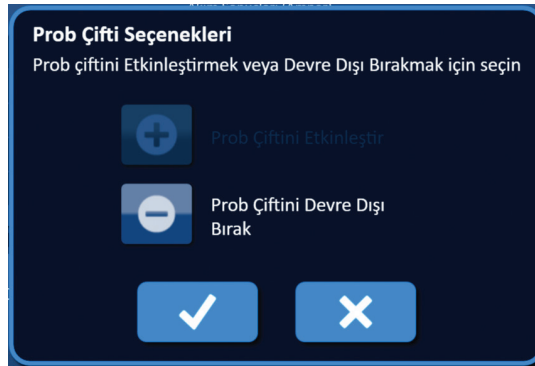 Prob Çifti Seçenekleri
Prob çiftini Etkinleştirmek veya Devre Dışı Bırakmak için seçin
Prob Çiftini Etkinleştir
Prob Çiftini Devre Dışı
Bırak